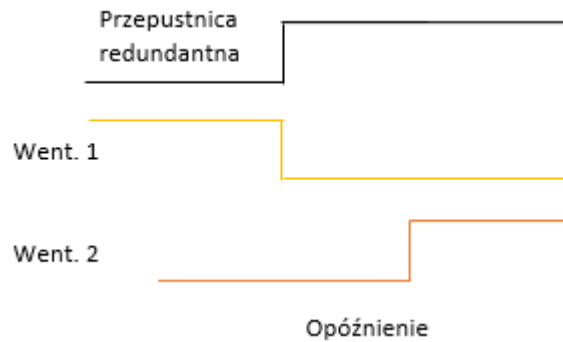 Przepustnica
redundantna
Went. 1
Went. 2
Opóźnienie